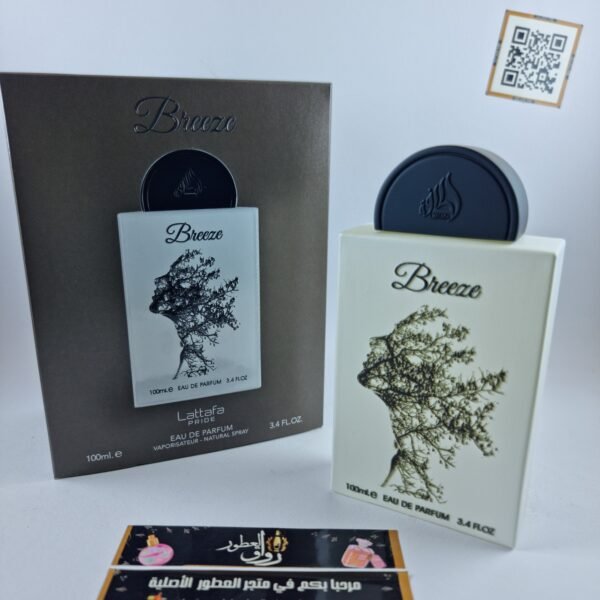 Breeze
Breeze
100ml.e EAU DE PARFUM 3.4 FL.OZ
Lattafa
PRIDE
EAU DE PARFUM
VAPORISATEUR - NATURAL SPRAY
100ml. e
3.4 FL.OZ.
لطافة
Breeze
100ml.e EAU DE PARFUM 3.4 FL.OZ
رواق العطور
مرحبا بكم في متجر العطور الأصلية